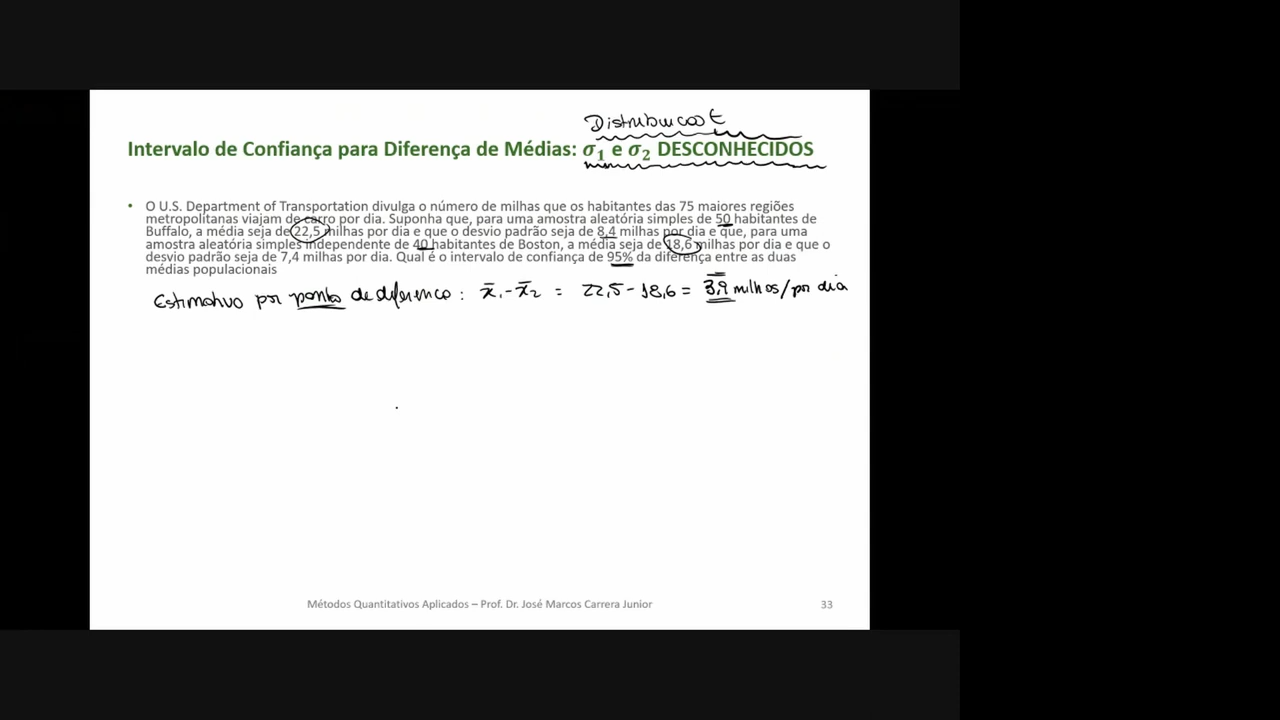 Distribuicao t
Intervalo de Confiança para Diferença de Médias: σ1 e σ2 DESCONHECIDOS
• O U.S. Department of Transportation divulga o número de milhas que os habitantes das 75 maiores regiões
metropolitanas viajam de carro por dia. Suponha que, para uma amostra aleatória simples de 50 habitantes de
Buffalo, a média seja de 22,5 milhas por dia e que o desvio padrão seja de 8,4 milhas por dia e que, para uma
amostra aleatória simples independente de 40 habitantes de Boston, a média seja de 18,6 milhas por dia e que o
desvio padrão seja de 7,4 milhas por dia. Qual é o intervalo de confiança de 95% da diferença entre as duas
médias populacionais
Estimativo por ponto de diferenco : x̄1 - x̄2 = 22,5 - 18,6 = 3,9 milhos/por dia
Métodos Quantitativos Aplicados – Prof. Dr. José Marcos Carrera Junior
33